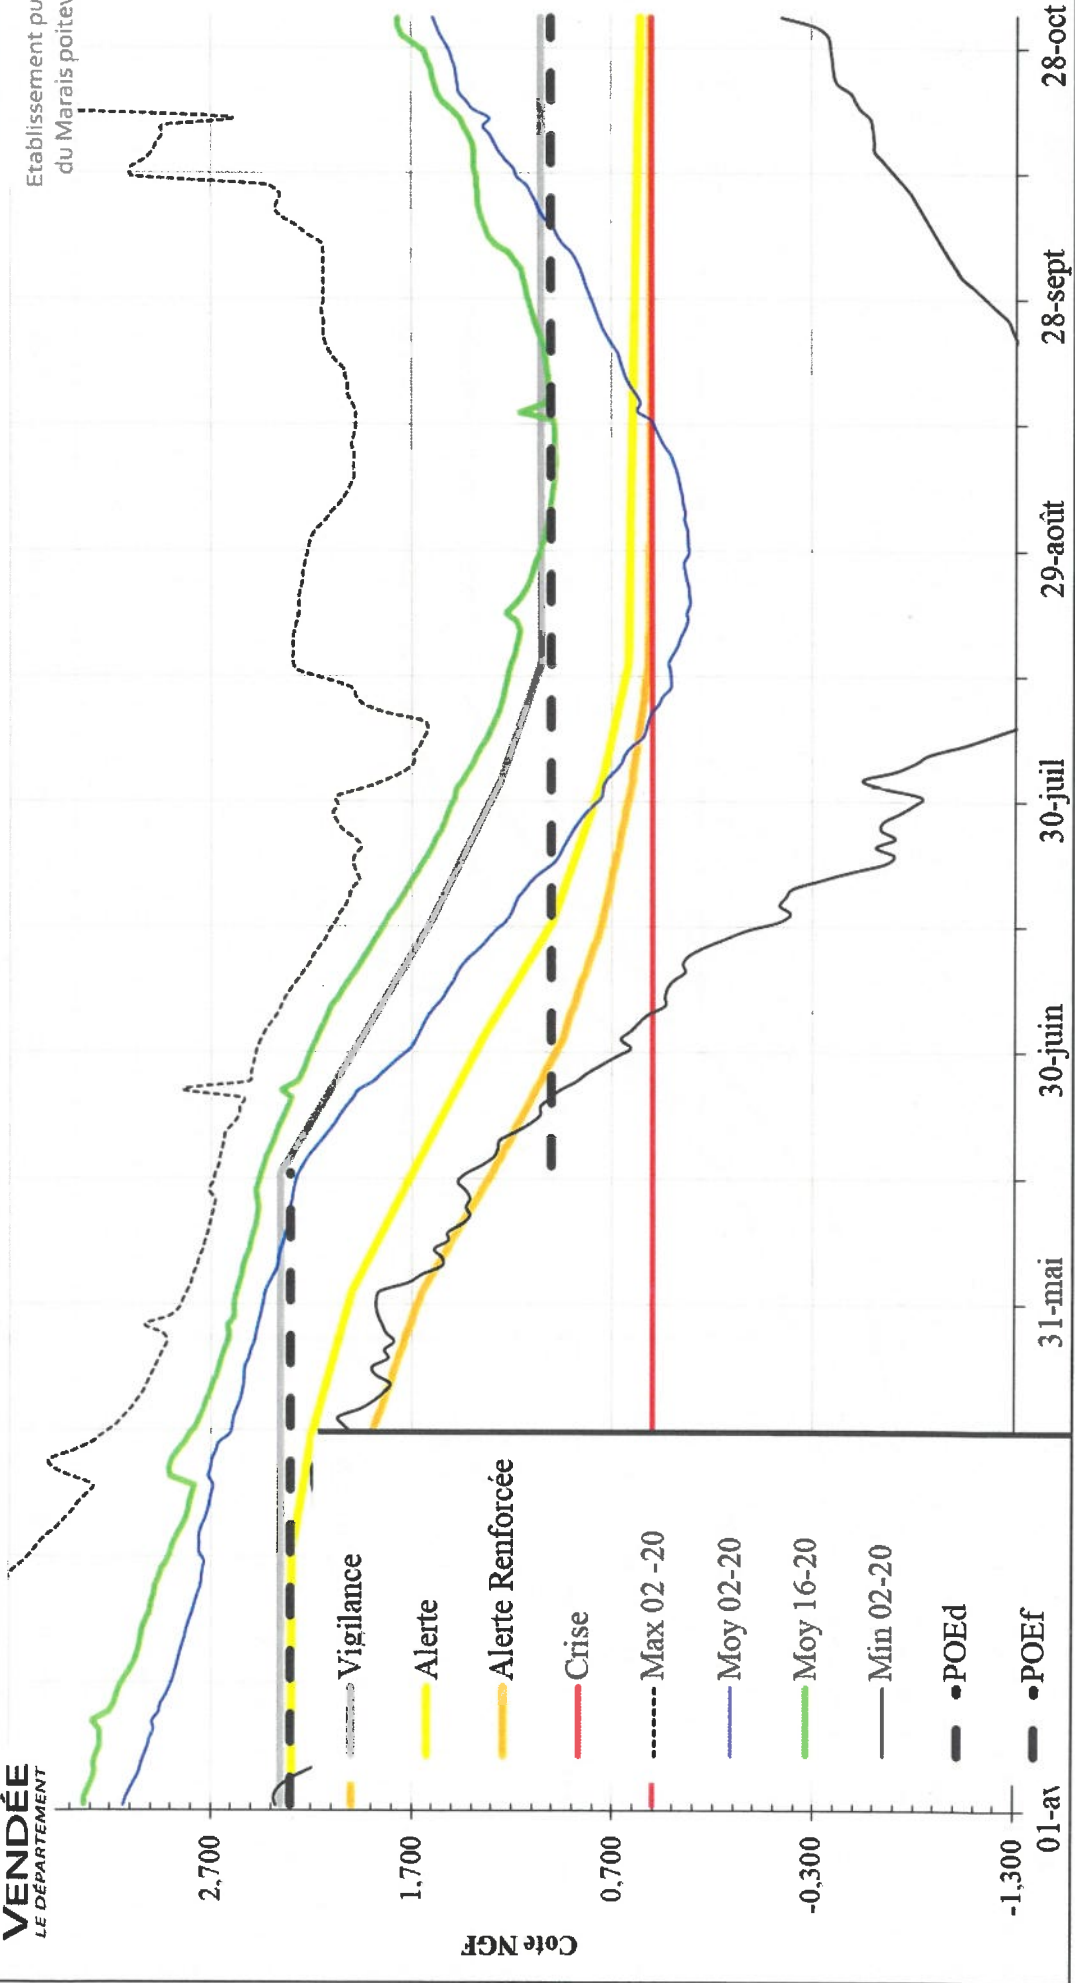 VENDÉE
LE DÉPARTEMENT
Etablissement pu
du Marais poitev
Cote NGF
2,700
1,700
0,700
-0,300
-1,300
Vigilance
Alerte
Alerte Renforcée
Crise
Max 02 -20
Moy 02-20
Moy 16-20
Min 02-20
POEd
POEf
01-av
31-mai
30-juin
30-juil
29-août
28-sept
28-oct